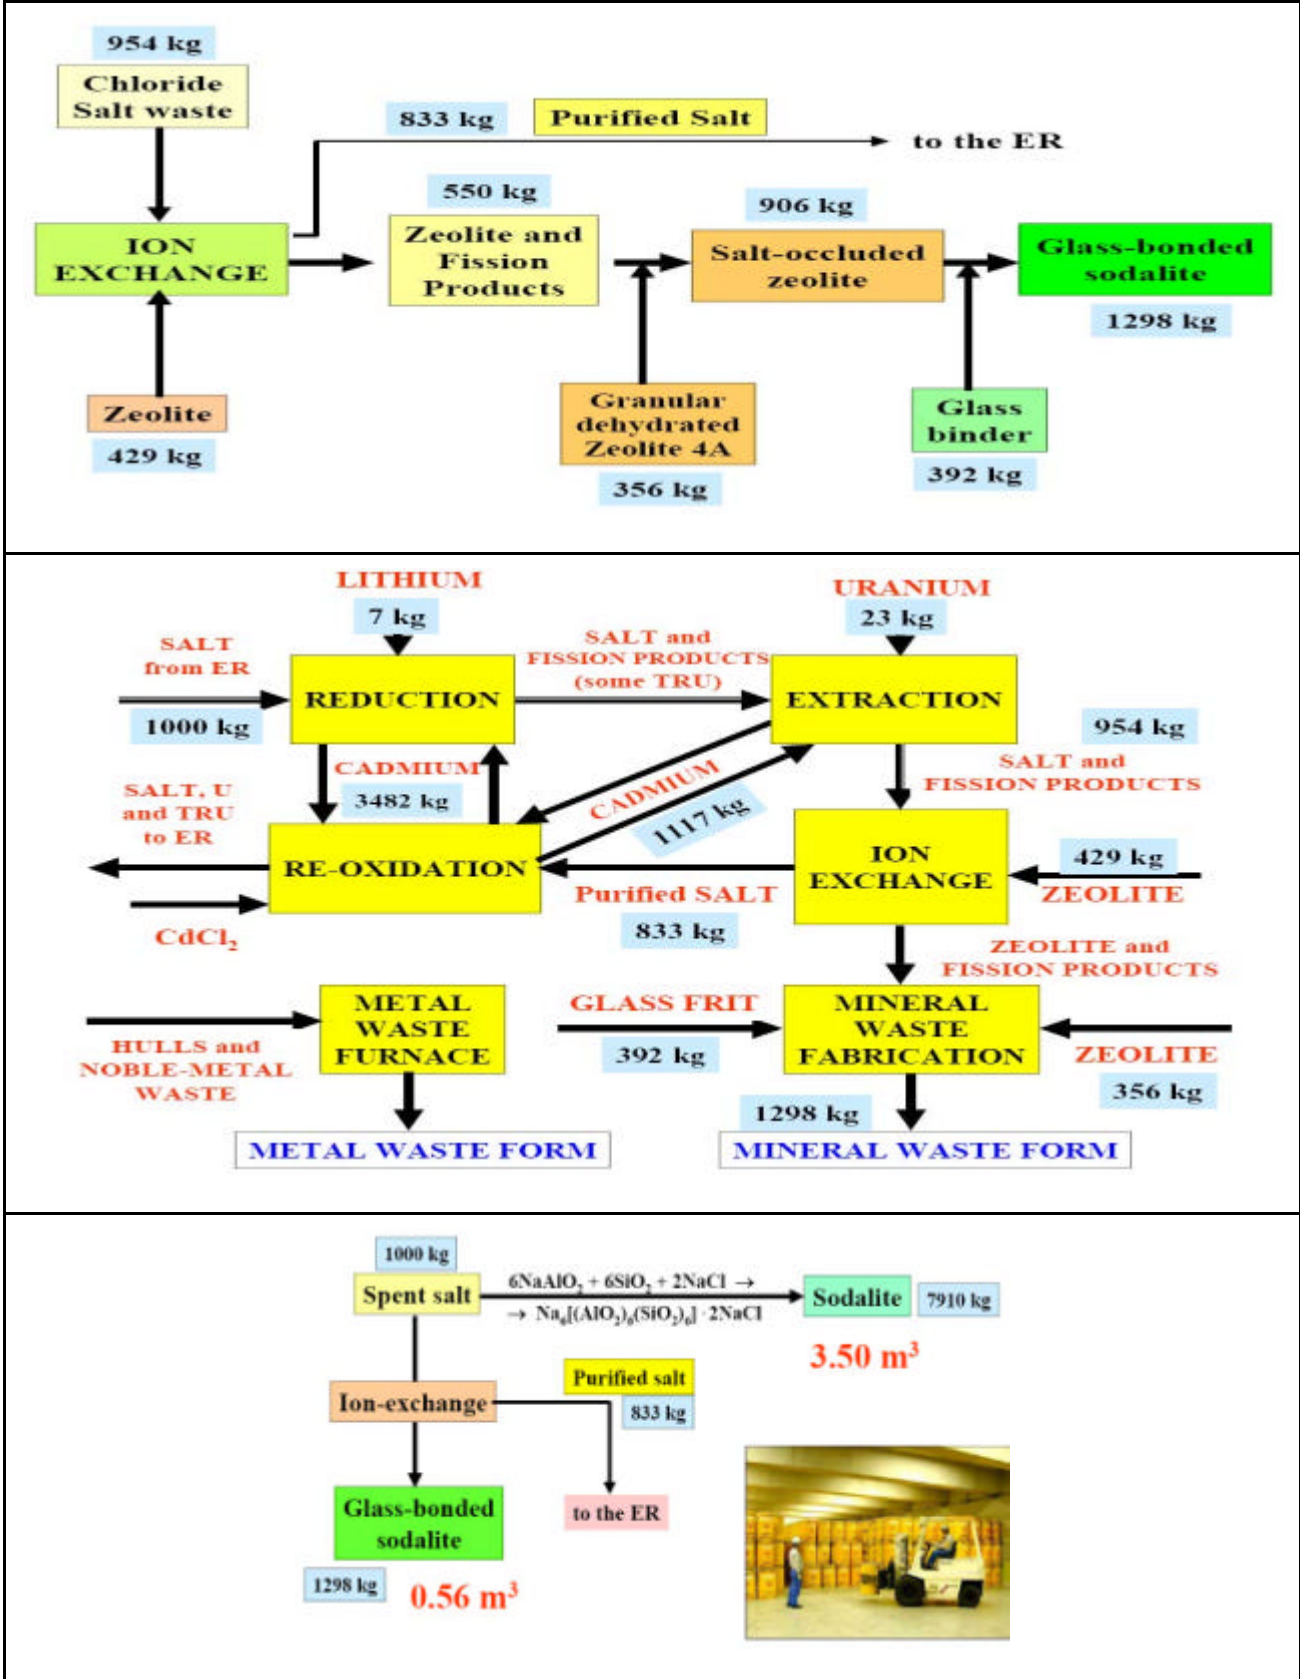 954 kg
Chloride
Salt waste
833 kg
Purified Salt
to the ER
550 kg
906 kg
ION
EXCHANGE
Zeolite and
Fission
Products
Salt-occluded
zeolite
Glass-bonded
sodalite
1298 kg
Zeolite
429 kg
Granular
dehydrated
Zeolite 4A
356 kg
Glass
binder
392 kg
LITHIUM
7 kg
URANIUM
23 kg
SALT
from ER
1000 kg
REDUCTION
SALT and
FISSION PRODUCTS
(some TRU)
EXTRACTION
954 kg
SALT and
FISSION PRODUCTS
SALT, U
and TRU
to ER
CADMIUM
3482 kg
CADMIUM
1117 kg
RE-OXIDATION
ION
EXCHANGE
429 kg
ZEOLITE
CdCl₂
Purified SALT
833 kg
ZEOLITE and
FISSION PRODUCTS
HULLS and
NOBLE-METAL
WASTE
METAL
WASTE
FURNACE
GLASS FRIT
392 kg
MINERAL
WASTE
FABRICATION
ZEOLITE
356 kg
1298 kg
METAL WASTE FORM
MINERAL WASTE FORM
1000 kg
Spent salt
6NaAlO₂ + 6SiO₂ + 2NaCl →
→ Na₆[(AlO₂)₆(SiO₂)₆] · 2NaCl
Sodalite
7910 kg
3.50 m³
Purified salt
833 kg
Ion-exchange
Glass-bonded
sodalite
to the ER
1298 kg
0.56 m³